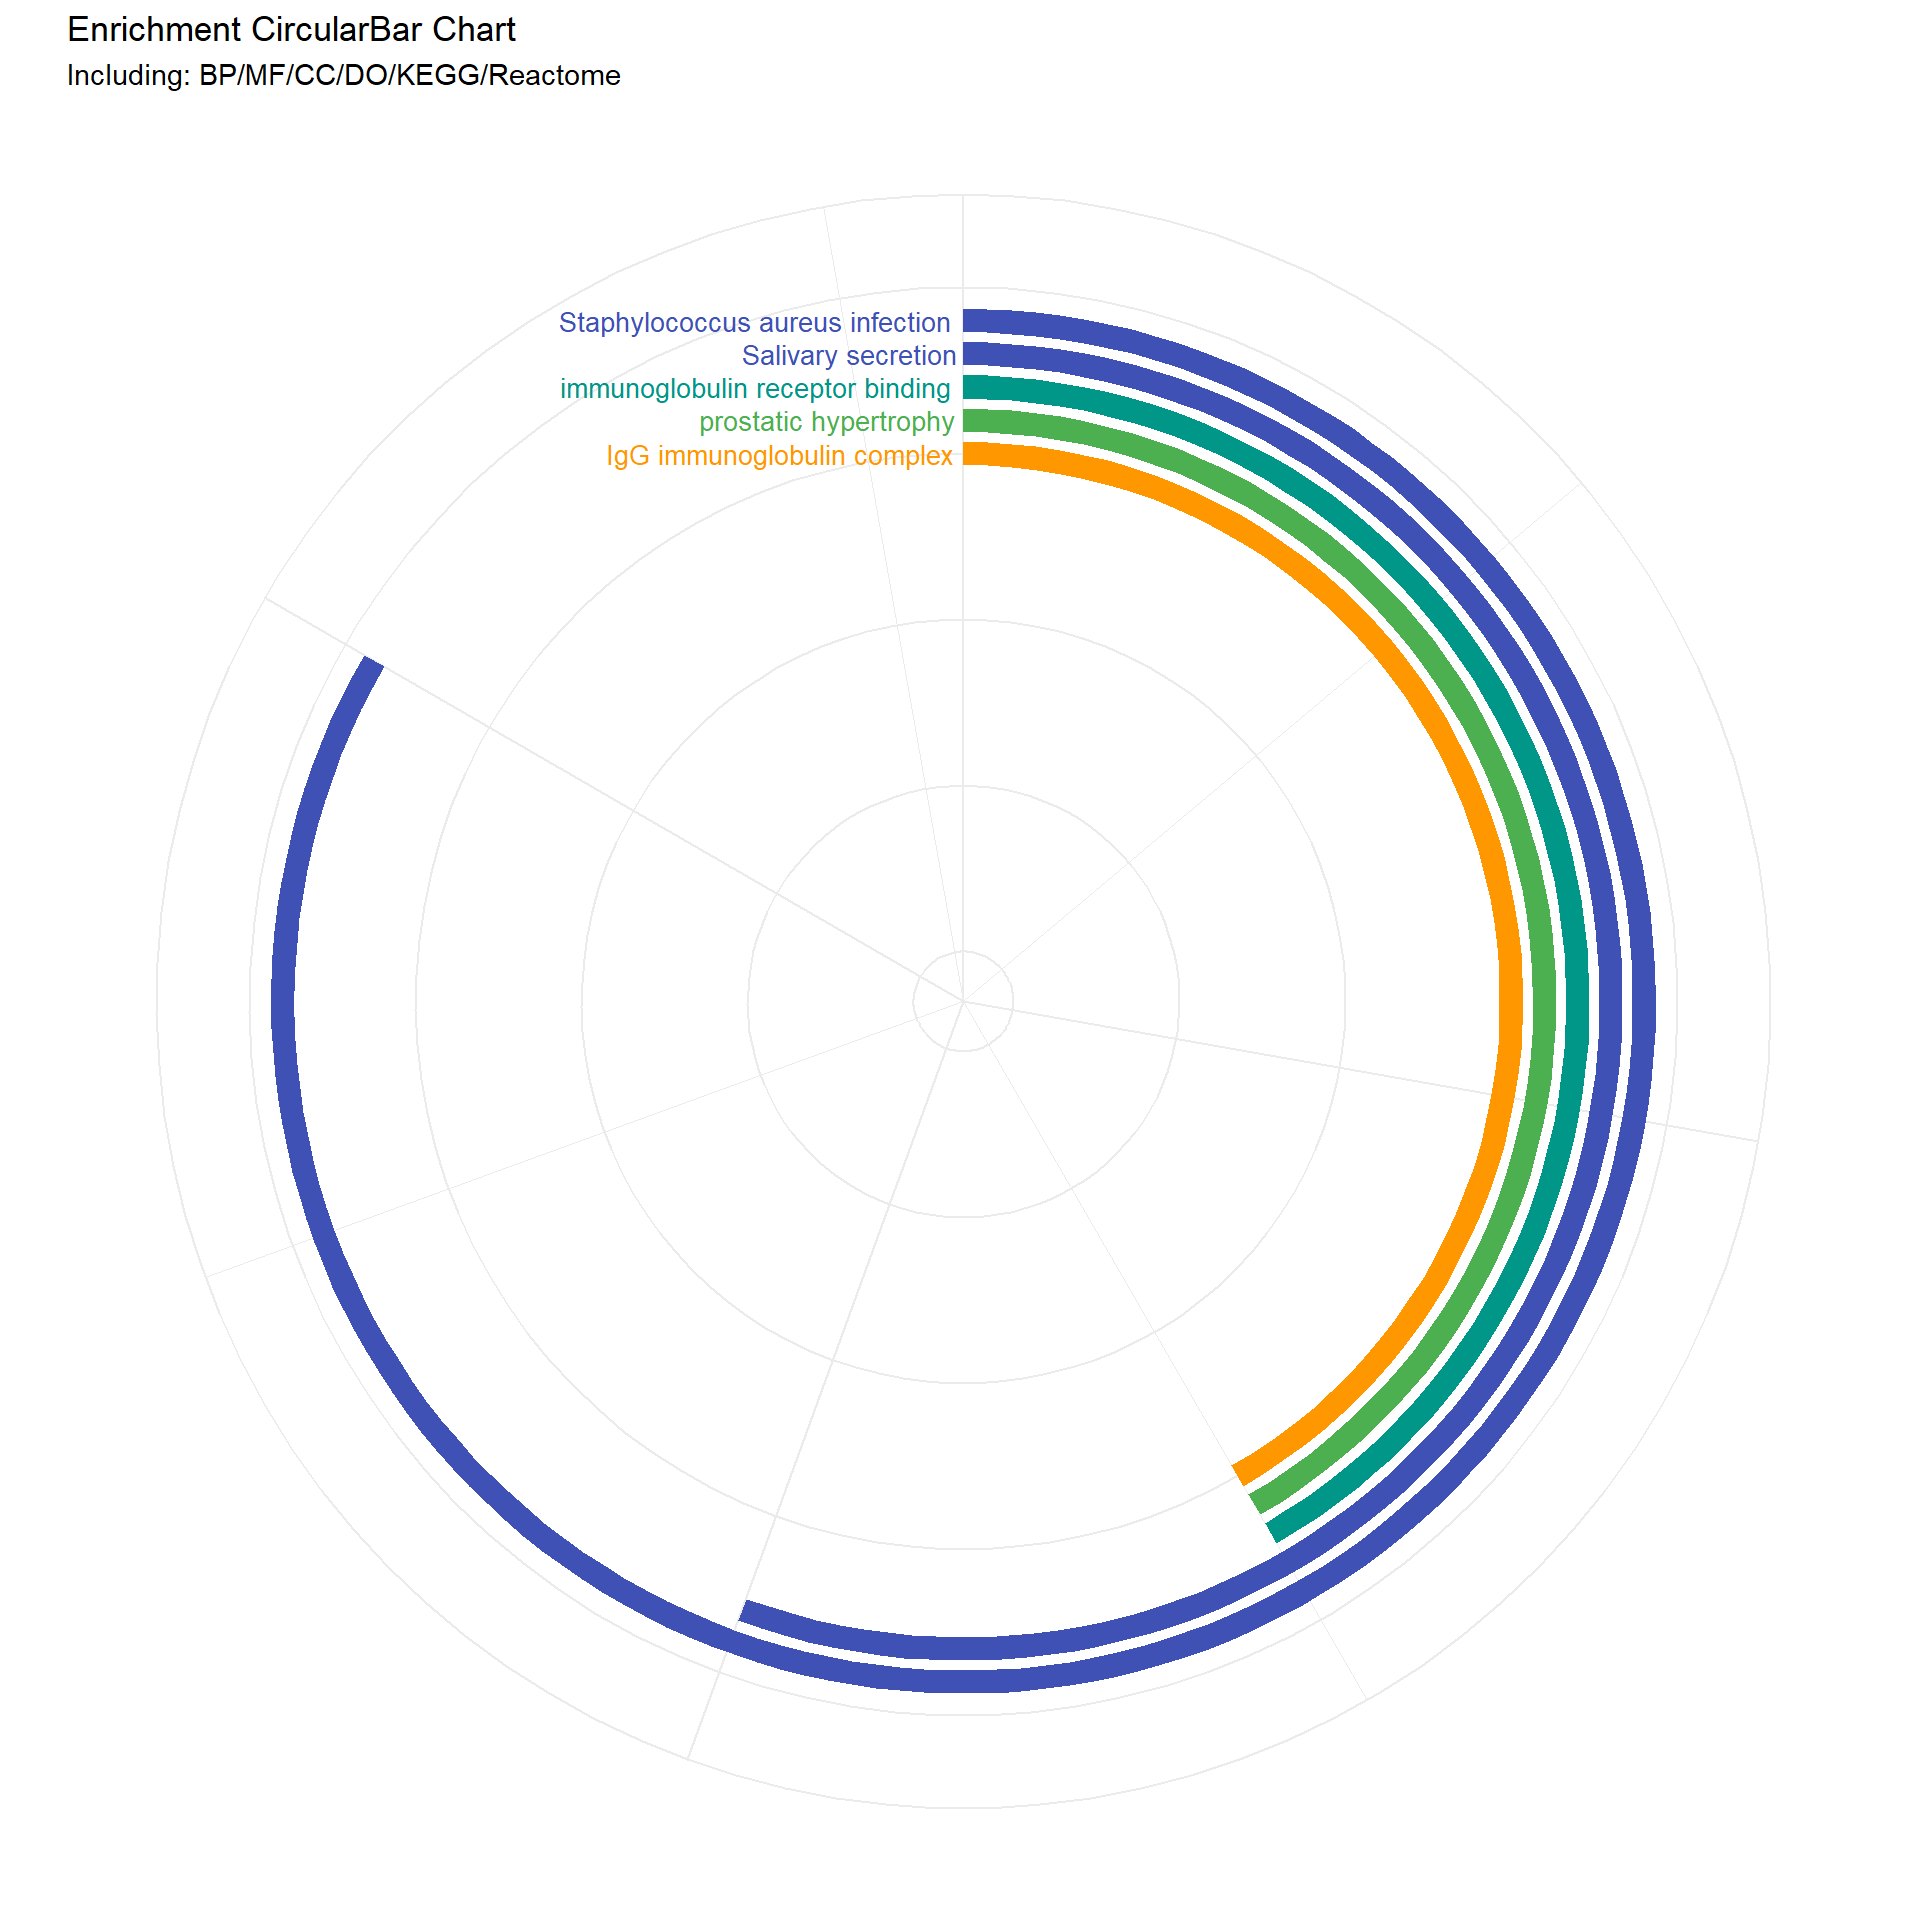 Enrichment CircularBar Chart
Including: BP/MF/CC/DO/KEGG/Reactome
Staphylococcus aureus infection
Salivary secretion
immunoglobulin receptor binding
prostatic hypertrophy
IgG immunoglobulin complex